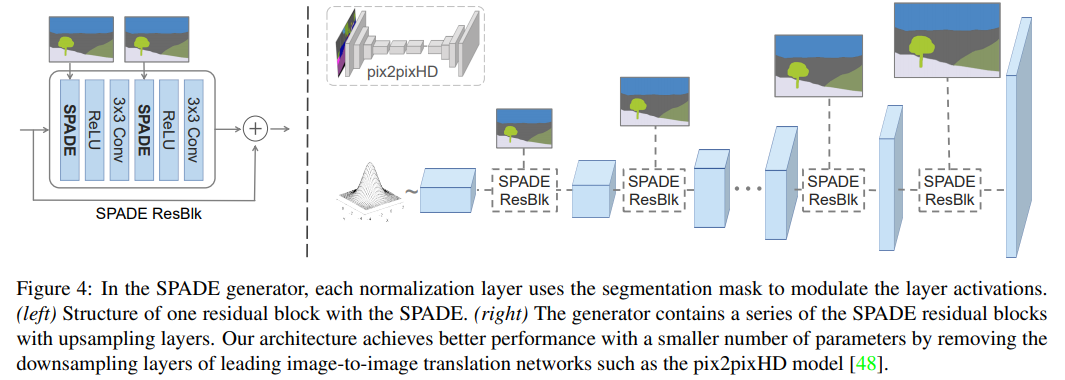 SPADE
ReLU
3x3 Conv
SPADE
ReLU
3x3 Conv
+
SPADE ResBlk
pix2pixHD
~
SPADE
ResBlk
SPADE
ResBlk
...
SPADE
ResBlk
SPADE
ResBlk
Figure 4: In the SPADE generator, each normalization layer uses the segmentation mask to modulate the layer activations.
(left) Structure of one residual block with the SPADE. (right) The generator contains a series of the SPADE residual blocks
with upsampling layers. Our architecture achieves better performance with a smaller number of parameters by removing the
downsampling layers of leading image-to-image translation networks such as the pix2pixHD model [48].